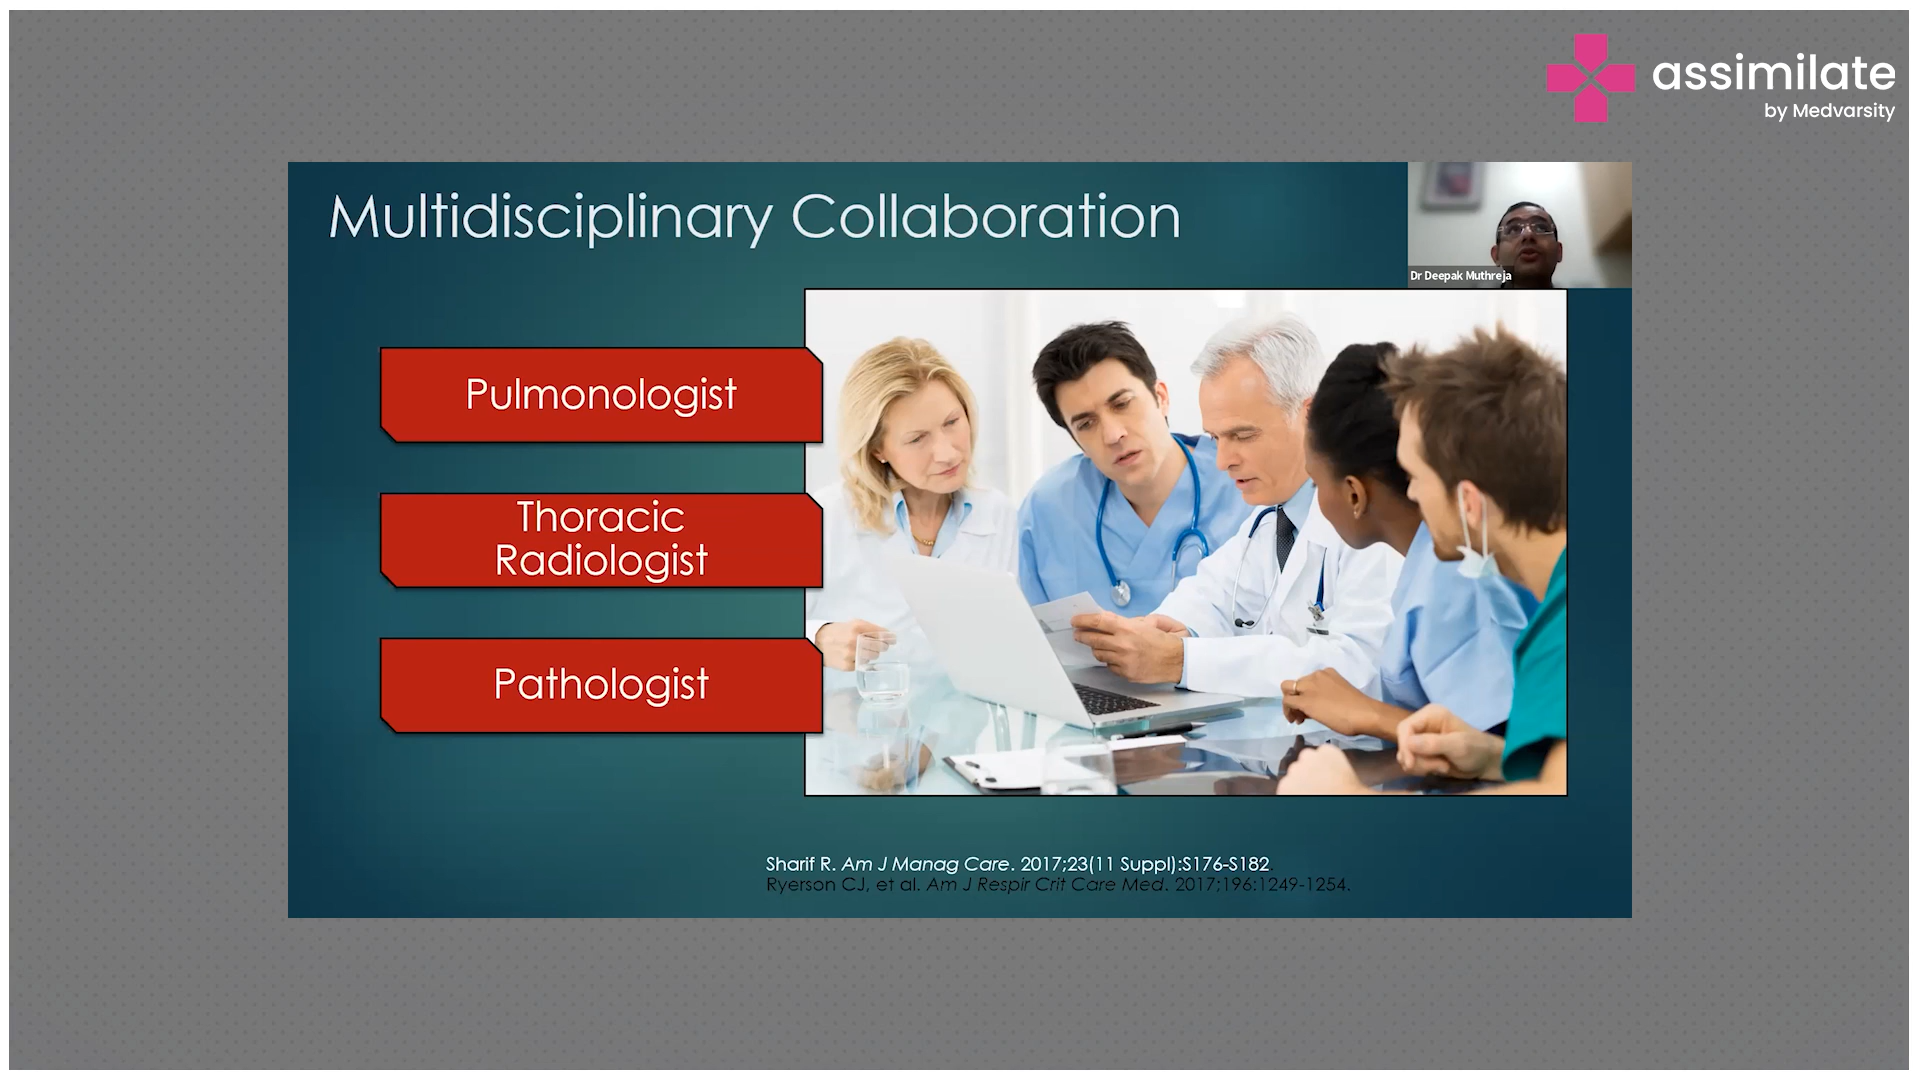 assimilate
by Medvarsity
Multidisciplinary Collaboration
Dr Deepak Muthreja
Pulmonologist
Thoracic
Radiologist
Pathologist
Sharif R. Am J Manag Care. 2017;23(11 Suppl):S176-S182
Ryerson CJ, et al. Am J Respir Crit Care Med. 2017;196:1249-1254.